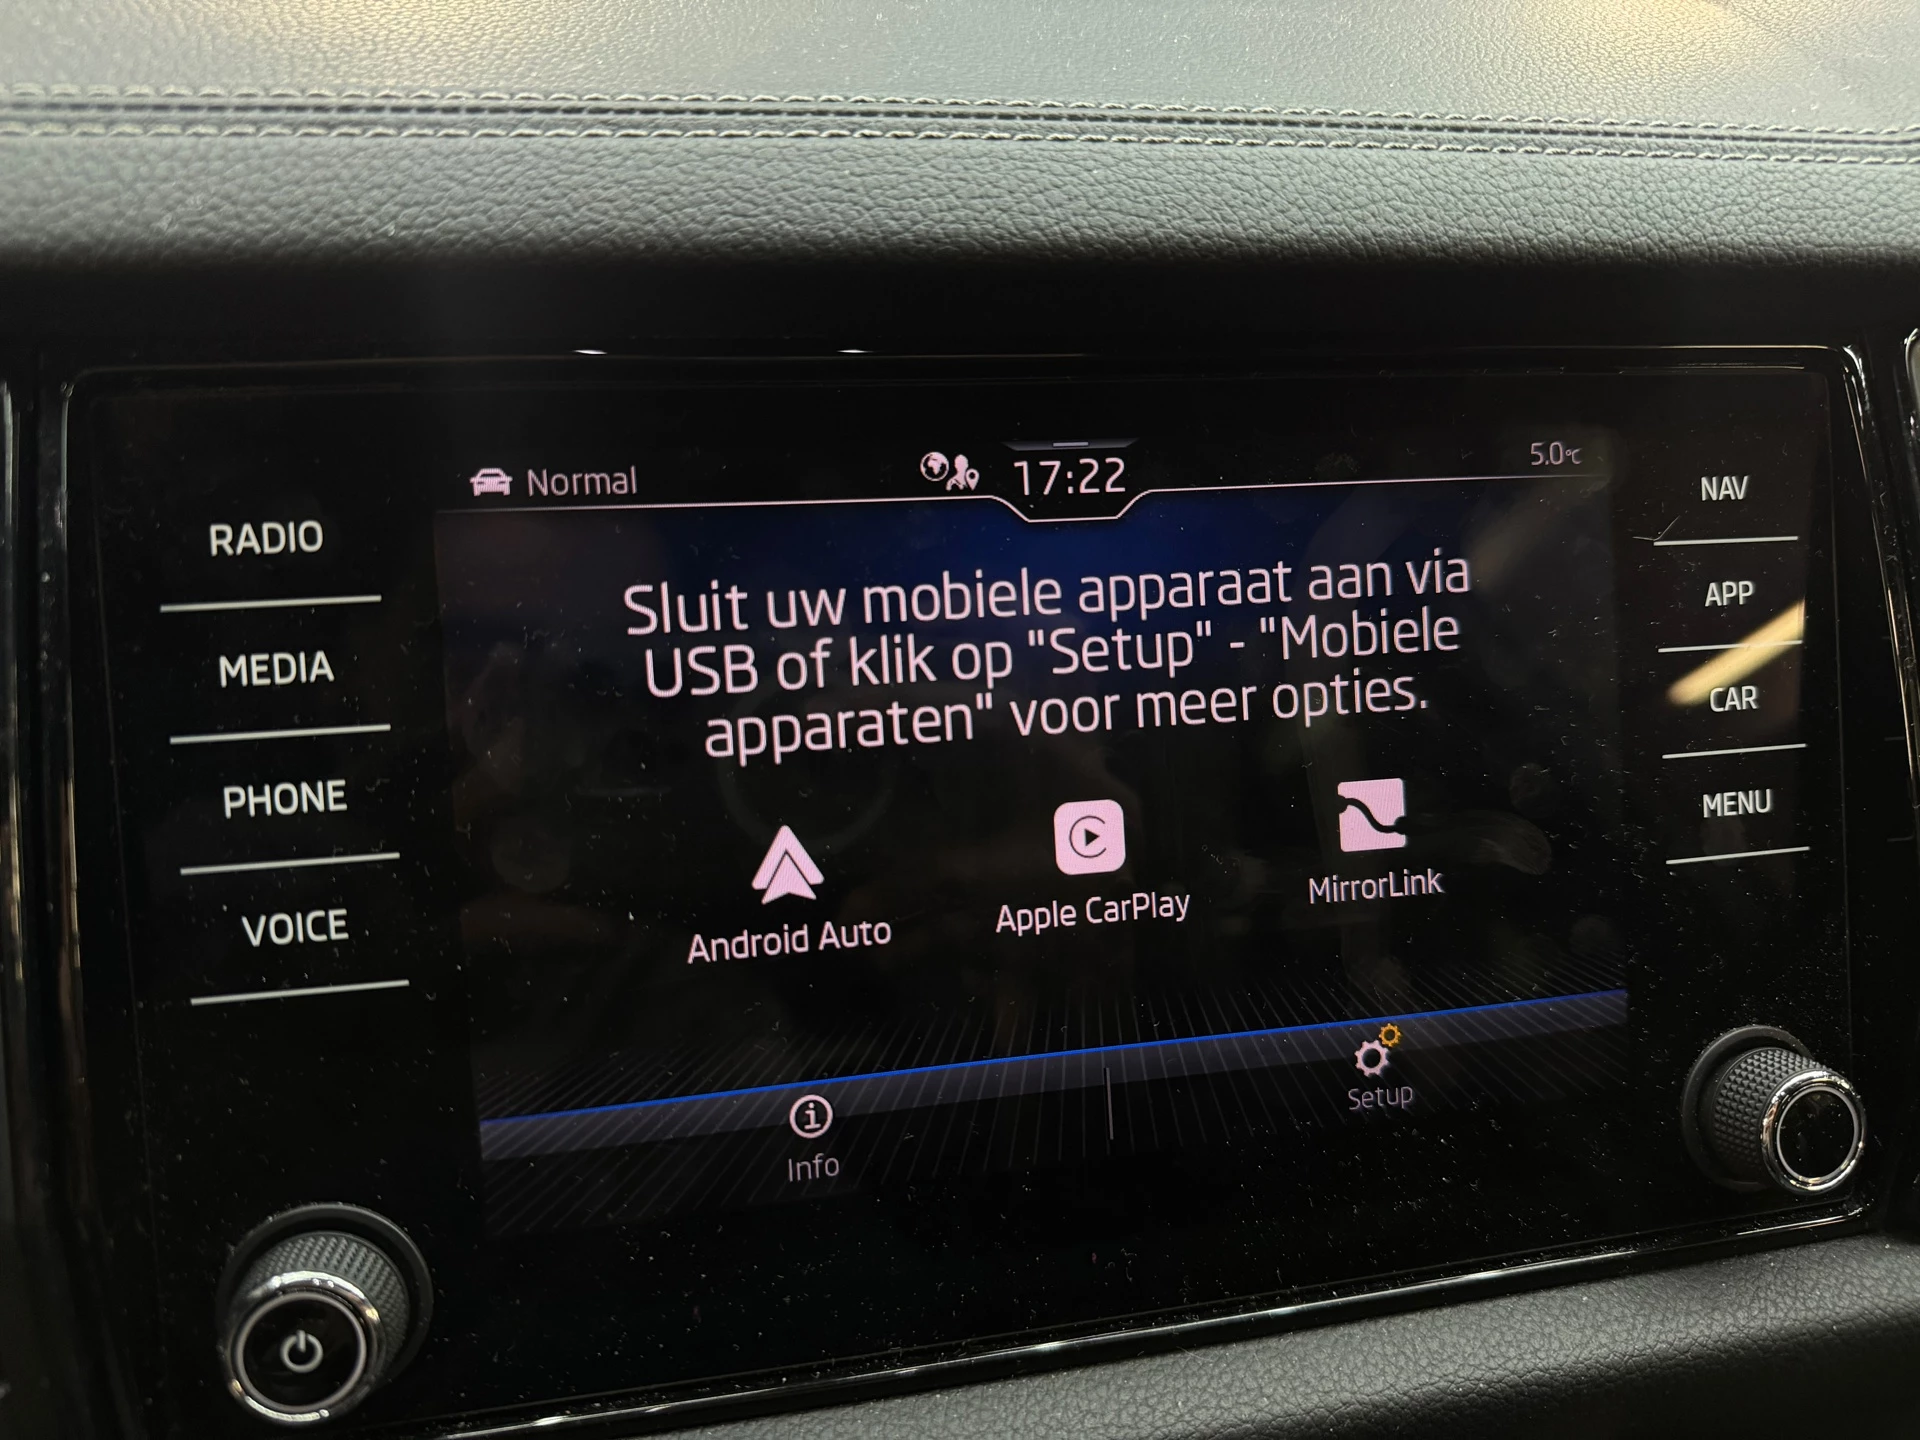 Normal
17:22
5.0°C
RADIO
MEDIA
PHONE
VOICE
Sluit uw mobiele apparaat aan via
USB of klik op "Setup" - "Mobiele
apparaten" voor meer opties.
Android Auto
Apple CarPlay
MirrorLink
Info
Setup
NAV
APP
CAR
MENU